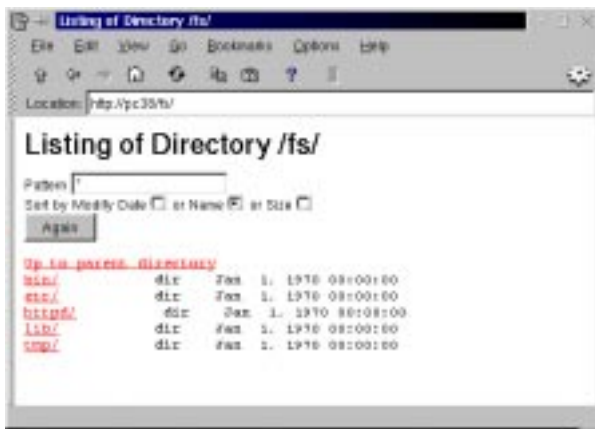 Listing of Directory /fs/
File Edit View Go Bookmarks Options Help
Location: http://pc38/fs/
Listing of Directory /fs/
Pattern *
Sort by Modify Date or Name or Size
Again
Up to parent directory
bin/ dir Jan 1, 1970 00:00:00
etc/ dir Jan 1, 1970 00:00:00
httpd/ dir Jan 1, 1970 00:00:00
lib/ dir Jan 1, 1970 00:00:00
tmp/ dir Jan 1, 1970 00:00:00